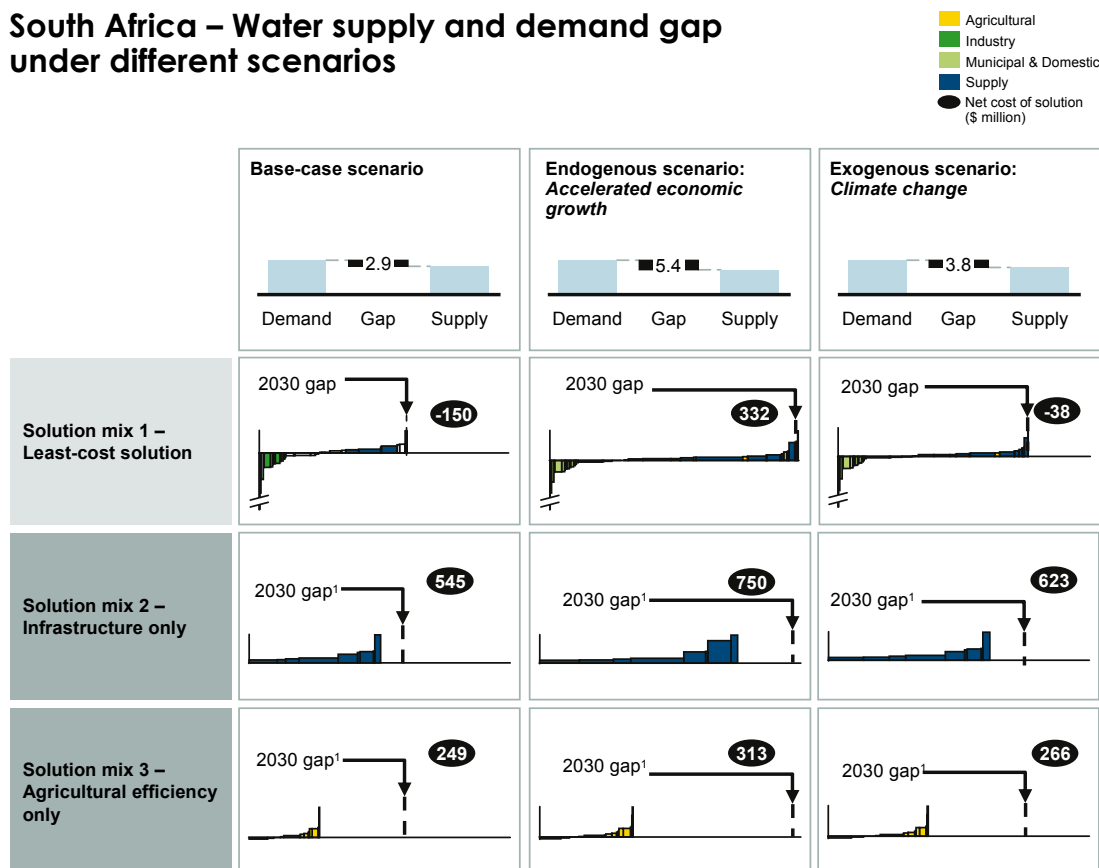 South Africa – Water supply and demand gap
under different scenarios
Agricultural
Industry
Municipal & Domestic
Supply
Net cost of solution
($ million)
Base-case scenario
2.9
Demand Gap Supply
Endogenous scenario:
Accelerated economic
growth
5.4
Demand Gap Supply
Exogenous scenario:
Climate change
3.8
Demand Gap Supply
Solution mix 1 –
Least-cost solution
2030 gap
-150
2030 gap
332
2030 gap
-38
Solution mix 2 –
Infrastructure only
2030 gap¹
545
2030 gap¹
750
2030 gap¹
623
Solution mix 3 –
Agricultural efficiency
only
2030 gap¹
249
2030 gap¹
313
2030 gap¹
266